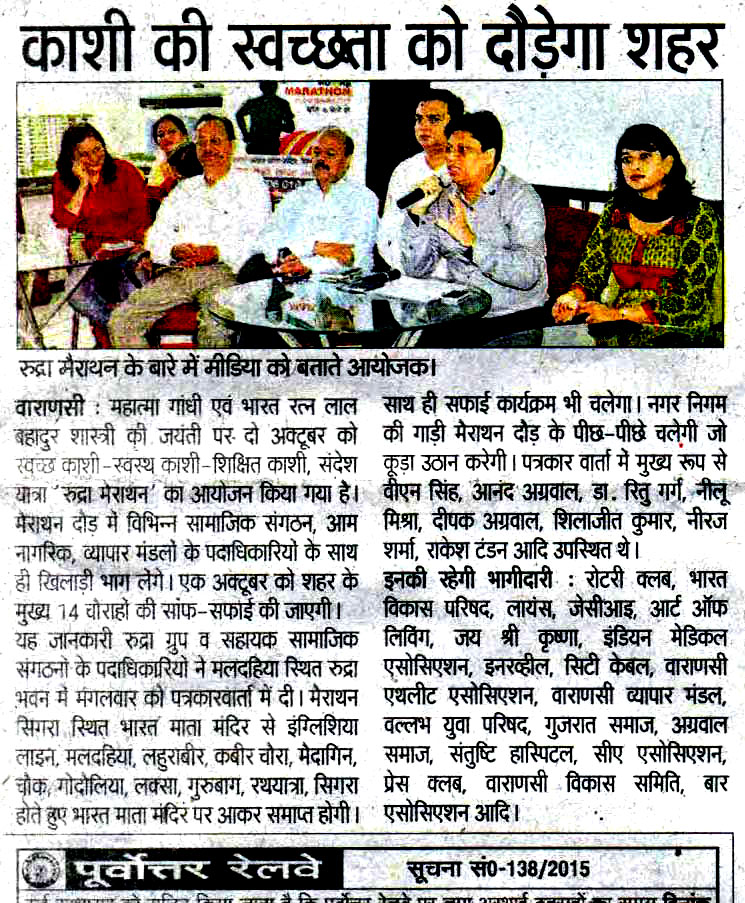 काशी की स्वच्छता को दौड़ेगा शहर
MARATHON
रुद्रा मैराथन के बारे में मीडिया को बताते आयोजक।
वाराणसी : महात्मा गांधी एवं भारत रत्न लाल
बहादुर शास्त्री की जयंती पर दो अक्टूबर को
स्वच्छ काशी-स्वस्थ काशी-शिक्षित काशी, संदेश
यात्रा 'रुद्रा मेराथन' का आयोजन किया गया है।
मेराथन दौड़ में विभिन्न सामाजिक संगठन, आम
नागरिक, व्यापार मंडलों के पदाधिकारियों के साथ
ही खिलाड़ी भाग लेंगे। एक अक्टूबर को शहर के
मुख्य 14 चौराहों की साफ-सफाई की जाएगी।
यह जानकारी रुद्रा ग्रुप व सहायक सामाजिक
संगठनों के पदाधिकारियों ने मलदहिया स्थित रुद्रा
भवन में मंगलवार को पत्रकारवार्ता में दी। मैराथन
सिगरा स्थित भारत माता मंदिर से इंग्लिशिया
लाइन, मलदहिया, लहुराबीर, कबीर चौरा, मेदागिन,
चौक, गोदोलिया, लक्सा, गुरुबाग, रथयात्रा, सिगरा
होते हुए भारत माता मंदिर पर आकर समाप्त होगी।
साथ ही सफाई कार्यक्रम भी चलेगा। नगर निगम
की गाड़ी मैराथन दौड़ के पीछ-पीछे चलेगी जो
कूड़ा उठान करेगी। पत्रकार वार्ता में मुख्य रूप से
वीएन सिंह, आनंद अग्रवाल, डा. रितु गर्ग, नीलू
मिश्रा, दीपक अग्रवाल, शिलाजीत कुमार, नीरज
शर्मा, राकेश टंडन आदि उपस्थित थे।
इनकी रहेगी भागीदारी : रोटरी क्लब, भारत
विकास परिषद, लायंस, जेसीआइ, आर्ट ऑफ
लिविंग, जय श्री कृष्णा, इंडियन मेडिकल
एसोसिएशन, इनरव्हील, सिटी केबल, वाराणसी
एथलीट एसोसिएशन, वाराणसी व्यापार मंडल,
वल्लभ युवा परिषद, गुजरात समाज, अग्रवाल
समाज, संतुष्टि हास्पिटल, सीए एसोसिएशन,
प्रेस क्लब, वाराणसी विकास समिति, बार
एसोसिएशन आदि।
पूर्वोत्तर रेलवे
सूचना सं0-138/2015